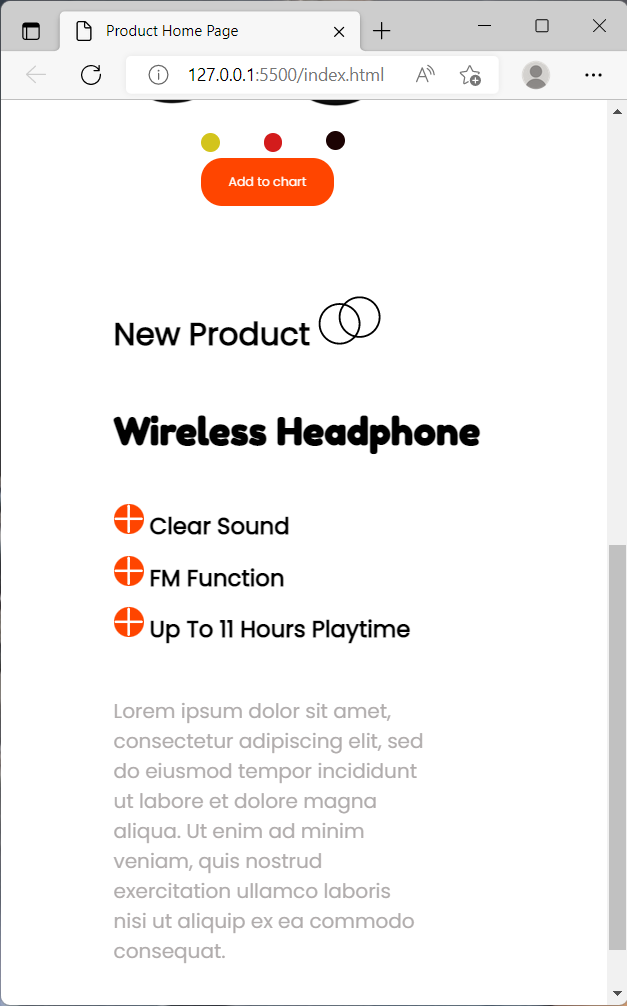 Product Home Page
127.0.0.1:5500/index.html
Add to chart
New Product
Wireless Headphone
Clear Sound
FM Function
Up To 11 Hours Playtime
Lorem ipsum dolor sit amet,
consectetur adipiscing elit, sed
do eiusmod tempor incididunt
ut labore et dolore magna
aliqua. Ut enim ad minim
veniam, quis nostrud
exercitation ullamco laboris
nisi ut aliquip ex ea commodo
consequat.